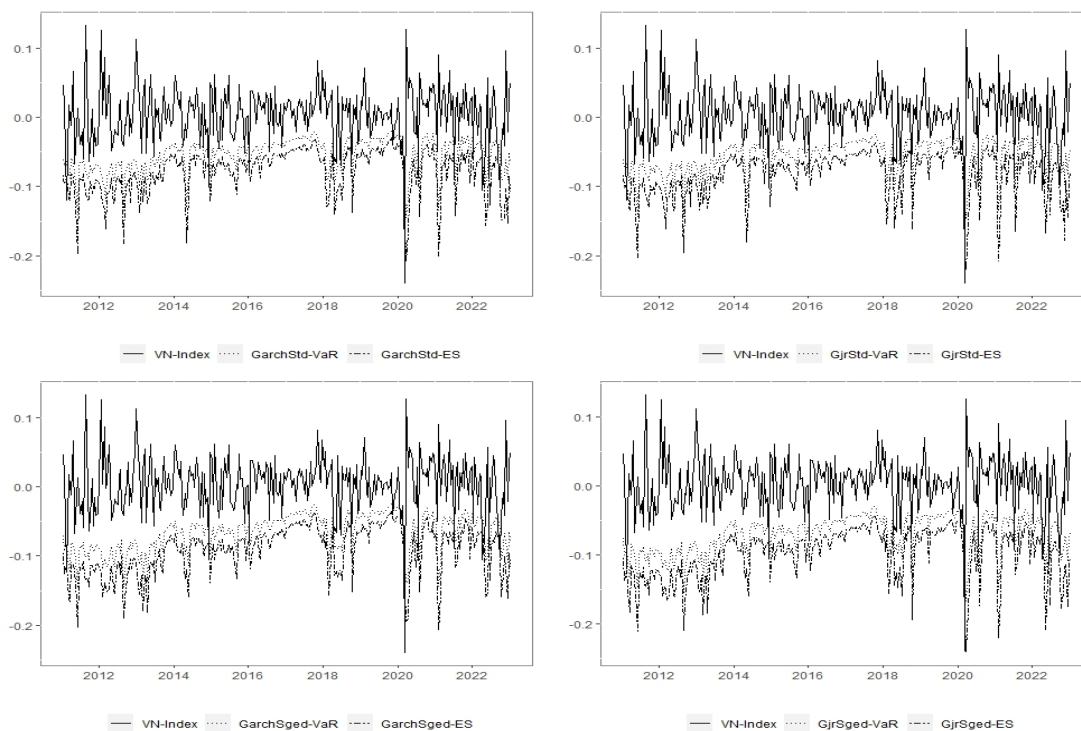 0.1
0.0
-0.1
-0.2
2012 2014 2016 2018 2020 2022
VN-Index GarchStd-VaR GarchStd-ES
0.1
0.0
-0.1
-0.2
2012 2014 2016 2018 2020 2022
VN-Index GjrStd-VaR GjrStd-ES
0.1
0.0
-0.1
-0.2
2012 2014 2016 2018 2020 2022
VN-Index GarchSged-VaR GarchSged-ES
0.1
0.0
-0.1
-0.2
2012 2014 2016 2018 2020 2022
VN-Index GjrSged-VaR GjrSged-ES